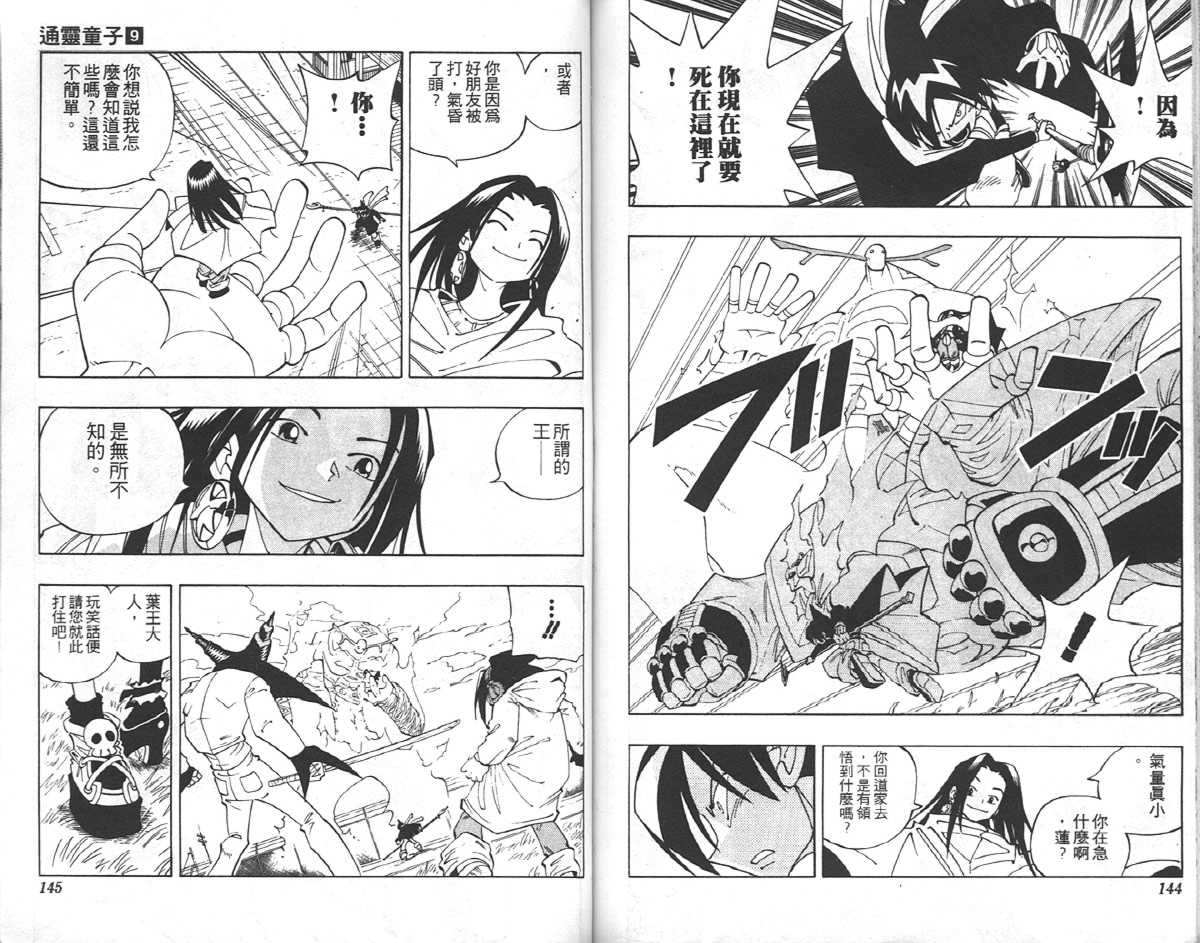 因為
！
你現在就要
死在這裡了
！
！
氣量真小
。
你在急
什麼啊
，蓮？
你回道家去
，不是有領
悟到什麼嗎？
144
通靈童子9
或者
，
你是因為
好朋友被
打，氣昏
了頭？
你…
！
你想說我怎
麼會知道這
些嗎？這還
不簡單。
所謂的
王——
是無所不
知的。
…!!
葉王大
人，
玩笑話便
請您就此
打住吧！
145